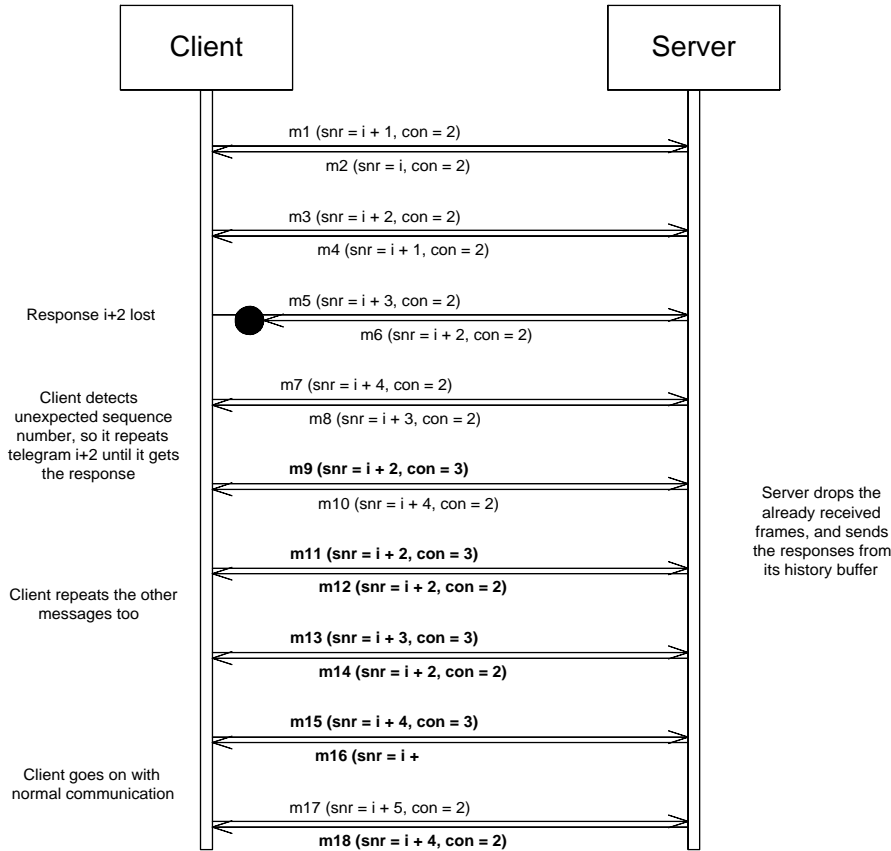 Client
Server
m1 (snr = i + 1, con = 2)
m2 (snr = i, con = 2)
m3 (snr = i + 2, con = 2)
m4 (snr = i + 1, con = 2)
Response i+2 lost
m5 (snr = i + 3, con = 2)
m6 (snr = i + 2, con = 2)
Client detects
unexpected sequence
number, so it repeats
telegram i+2 until it gets
the response
m7 (snr = i + 4, con = 2)
m8 (snr = i + 3, con = 2)
m9 (snr = i + 2, con = 3)
m10 (snr = i + 4, con = 2)
Server drops the
already received
frames, and sends
the responses from
its history buffer
m11 (snr = i + 2, con = 3)
m12 (snr = i + 2, con = 2)
Client repeats the other
messages too
m13 (snr = i + 3, con = 3)
m14 (snr = i + 2, con = 2)
m15 (snr = i + 4, con = 3)
m16 (snr = i +
Client goes on with
normal communication
m17 (snr = i + 5, con = 2)
m18 (snr = i + 4, con = 2)